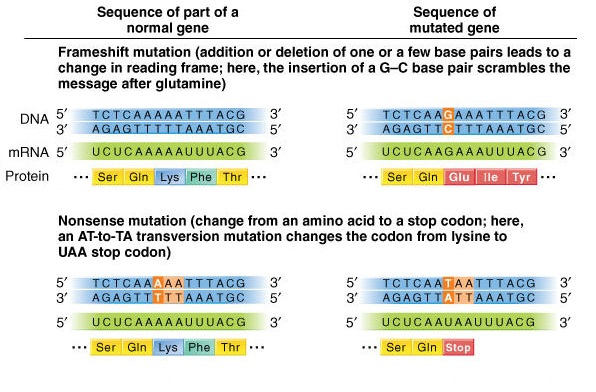 Sequence of part of a
normal gene
Sequence of
mutated gene
Frameshift mutation (addition or deletion of one or a few base pairs leads to a
change in reading frame; here, the insertion of a G–C base pair scrambles the
message after glutamine)
DNA
5′ TCTCAAAAATTTACG 3′
3′ AGAGTTTTTAAATGC 5′
mRNA 5′ UCUCAAAAAUUUACG 3′
Protein ••• Ser Gln Lys Phe Thr •••
5′ TCTCAAGAAATTTACG 3′
3′ AGAGTTCTTTAAATGC 5′
5′ UCUCAAGAAAUUUACG 3′
••• Ser Gln Glu Ile Tyr •••
Nonsense mutation (change from an amino acid to a stop codon; here,
an AT-to-TA transversion mutation changes the codon from lysine to
UAA stop codon)
5′ TCTCAAAAATTTACG 3′
3′ AGAGTTTTTAAATGC 5′
5′ UCUCAAAAAUUUACG 3′
••• Ser Gln Lys Phe Thr •••
5′ TCTCAATAATTTACG 3′
3′ AGAGTTATTAAATGC 5′
5′ UCUCAAUAAUUUACG 3′
••• Ser Gln Stop